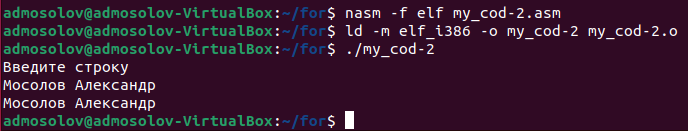 admosolov@admosolov-VirtualBox:~/for$ nasm -f elf my_cod-2.asm
admosolov@admosolov-VirtualBox:~/for$ ld -m elf_i386 -o my_cod-2 my_cod-2.o
admosolov@admosolov-VirtualBox:~/for$ ./my_cod-2
Введите строку
Мосолов Александр
Мосолов Александр
admosolov@admosolov-VirtualBox:~/for$